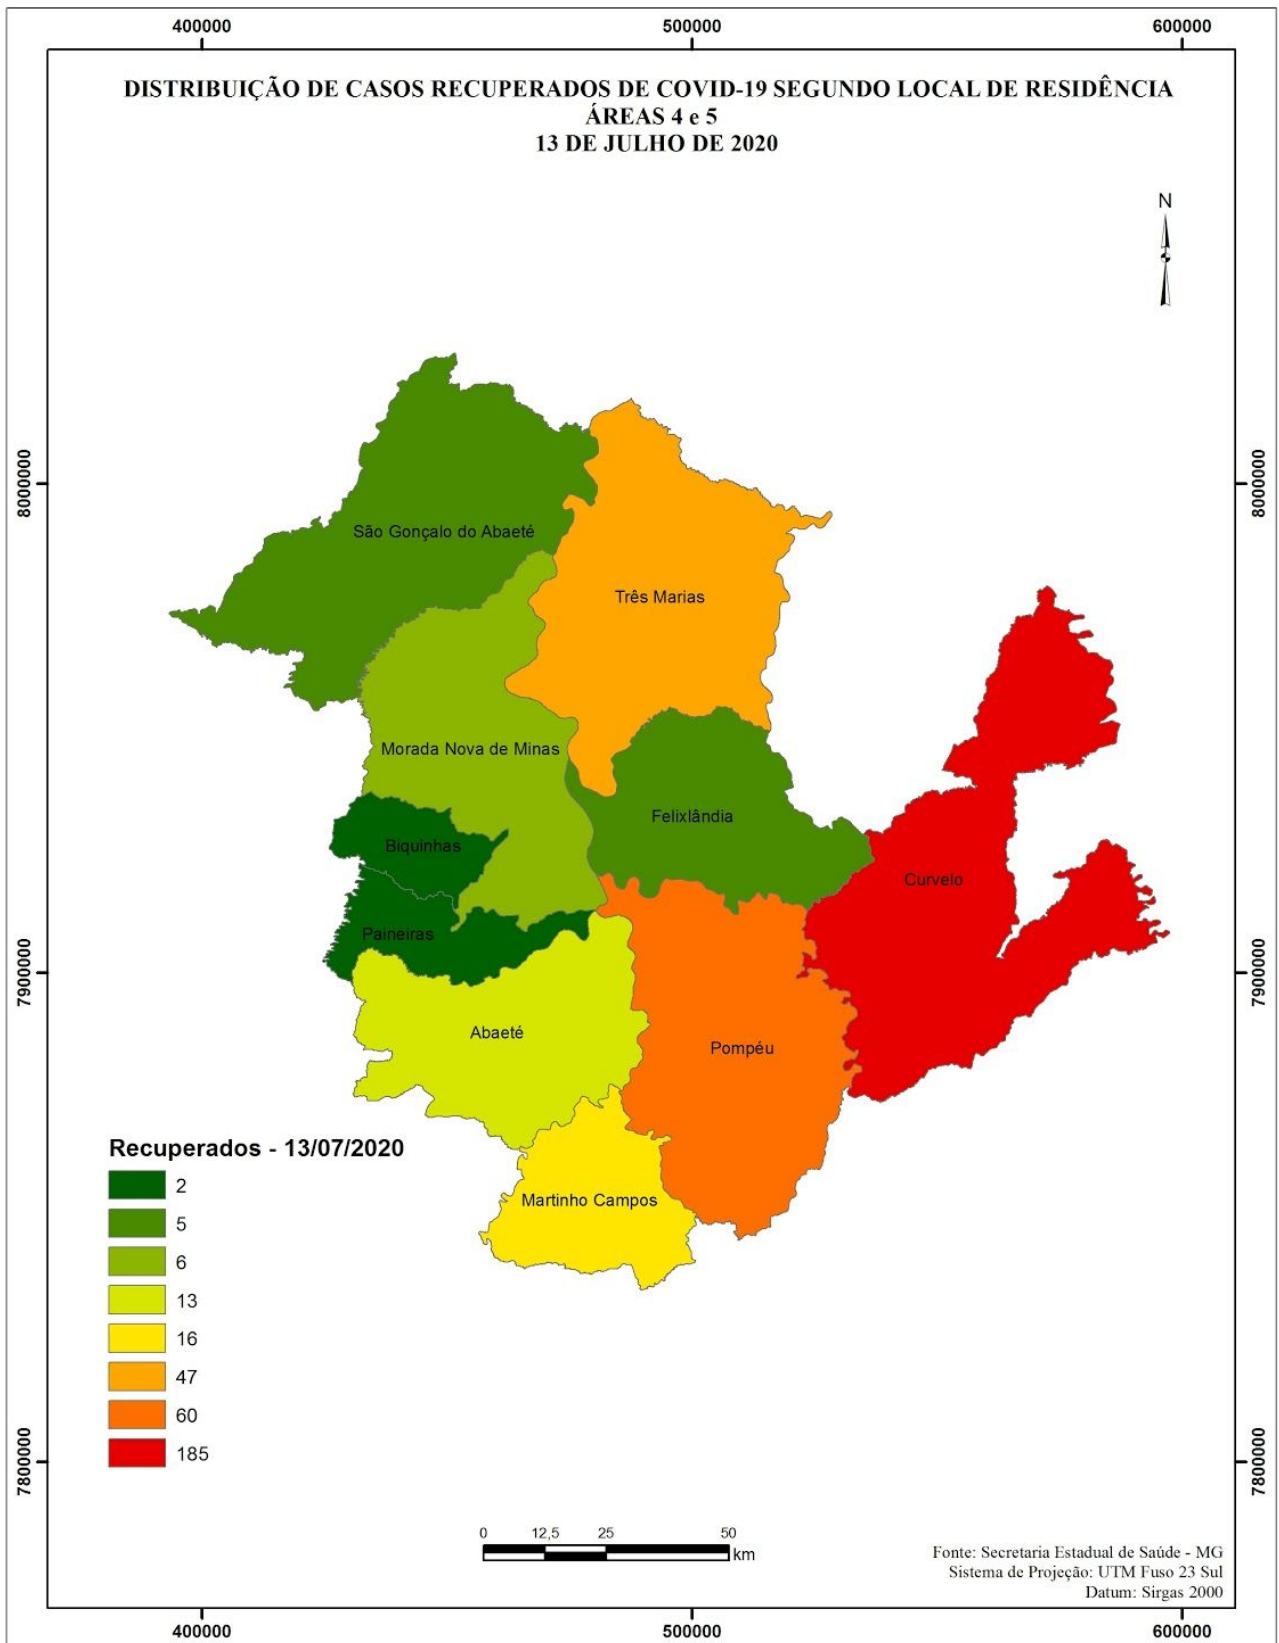 400000 500000 600000
DISTRIBUIÇÃO DE CASOS RECUPERADOS DE COVID-19 SEGUNDO LOCAL DE RESIDÊNCIA
ÁREAS 4 e 5
13 DE JULHO DE 2020
N
8000000 8000000
São Gonçalo do Abaeté
Três Marias
Morada Nova de Minas
Felixlândia
Biquinhas
Curvelo
Paineiras
7900000 7900000
Abaeté
Pompéu
Martinho Campos
Recuperados - 13/07/2020
2
5
6
13
16
47
60
185
7800000 7800000
0 12,5 25 50
km
Fonte: Secretaria Estadual de Saúde - MG
Sistema de Projeção: UTM Fuso 23 Sul
Datum: Sirgas 2000
400000 500000 600000